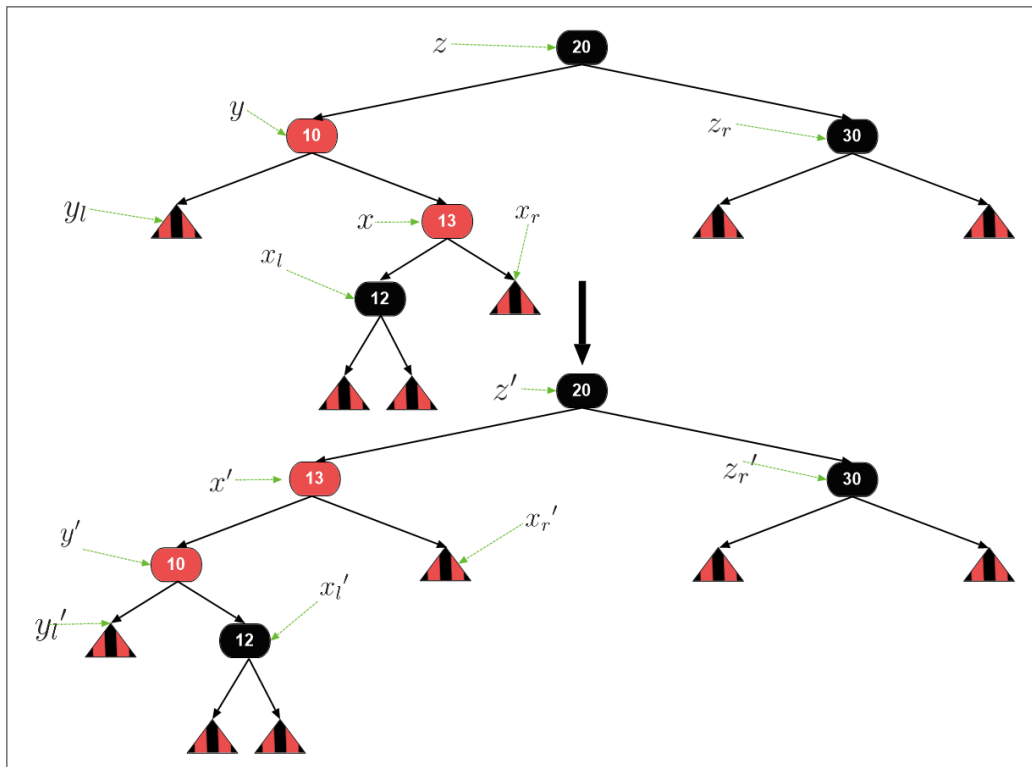 z 20
y 10 z_r 30
y_l x 13 x_r
x_l 12
z' 20
x' 13 z_r' 30
y' 10 x_r'
y_l' 12 x_l'